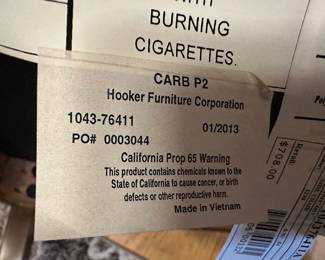 BURNING
CIGARETTES.
CARB P2
Hooker Furniture Corporation
1043-76411 01/2013
PO# 0003044
California Prop 65 Warning
This product contains chemicals known to the
State of California to cause cancer, or birth
defects or other reproductive harm.
Made in Vietnam
Retail:
$708.00